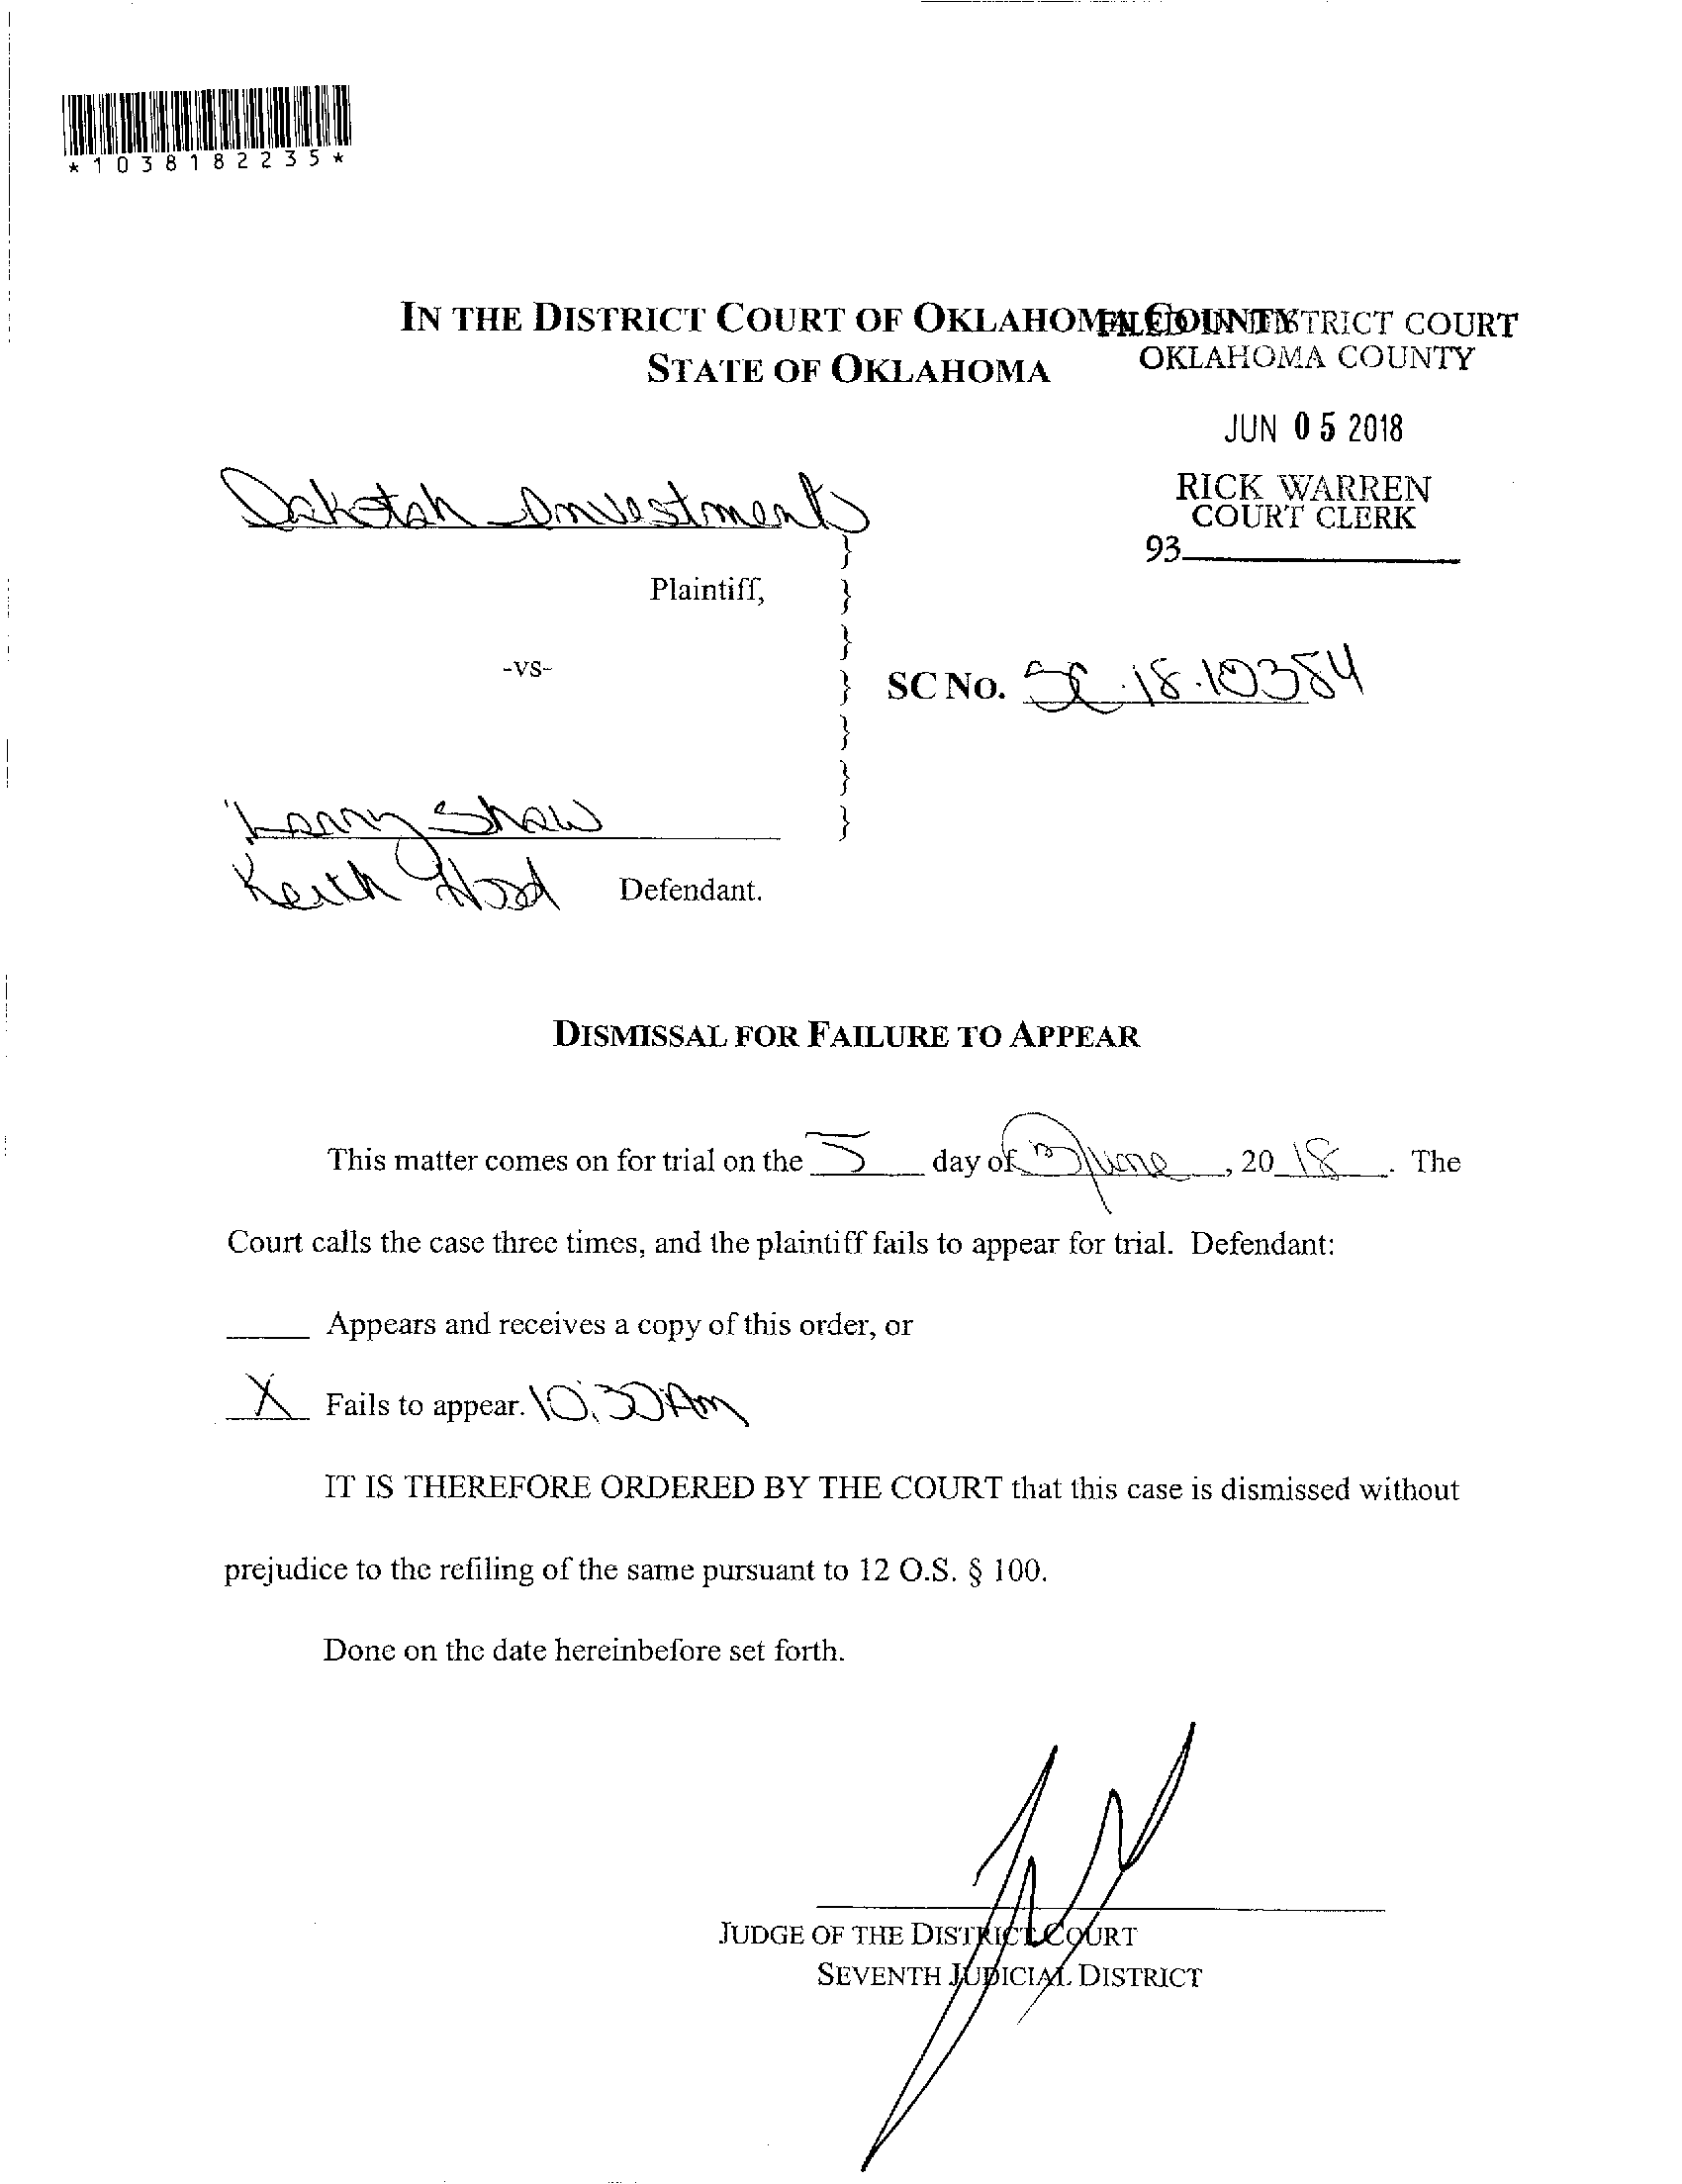 *1038182235*
IN THE DISTRICT COURT OF OKLAHOMA COUNTY
STATE OF OKLAHOMA
FILED IN DISTRICT COURT
OKLAHOMA COUNTY
JUN 05 2018
RICK WARREN
COURT CLERK
93
Dakotah Investments
}
Plaintiff, }
}
-vs-
} SC NO. SC.18.10384
}
}
Larry Shaw }
Keith Hood Defendant.
DISMISSAL FOR FAILURE TO APPEAR
This matter comes on for trial on the 5 day of June, 20 18. The
Court calls the case three times, and the plaintiff fails to appear for trial. Defendant:
Appears and receives a copy of this order, or
X Fails to appear. 10:30 Am
IT IS THEREFORE ORDERED BY THE COURT that this case is dismissed without
prejudice to the refiling of the same pursuant to 12 O.S. § 100.
Done on the date hereinbefore set forth.
JUDGE OF THE DISTRICT COURT
SEVENTH JUDICIAL DISTRICT